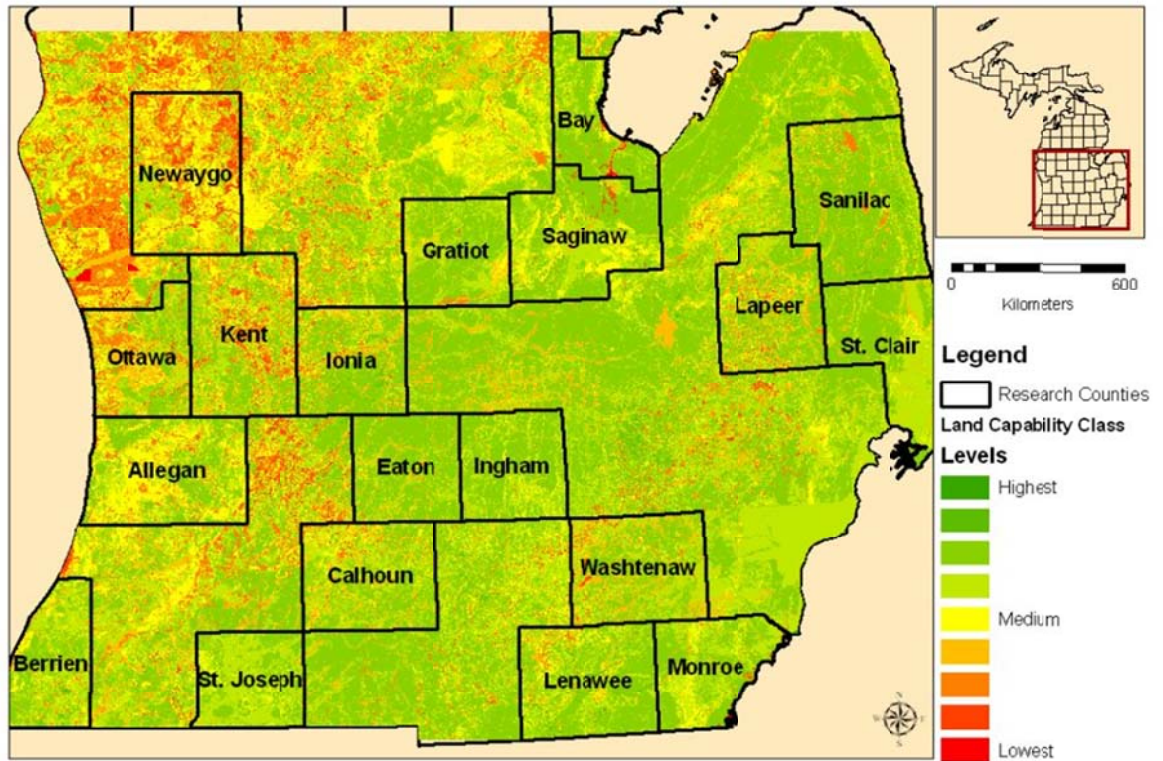 Bay
Newaygo
Sanilac
Gratiot
Saginaw
Lapeer
Kent
St. Clair
Ottawa
Ionia
Allegan
Eaton
Ingham
Calhoun
Washtenaw
Berrien
St. Joseph
Lenawee
Monroe
N
W
E
S
0
600
Kilometers
Legend
Research Counties
Land Capability Class
Levels
Highest
Medium
Lowest